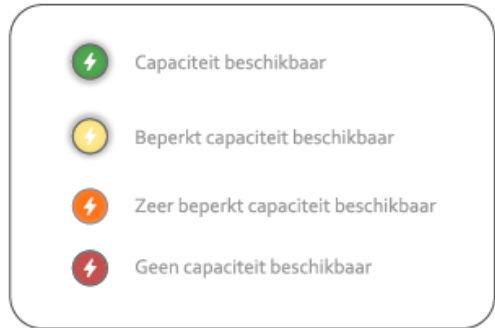 Capaciteit beschikbaar
Beperkt capaciteit beschikbaar
Zeer beperkt capaciteit beschikbaar
Geen capaciteit beschikbaar